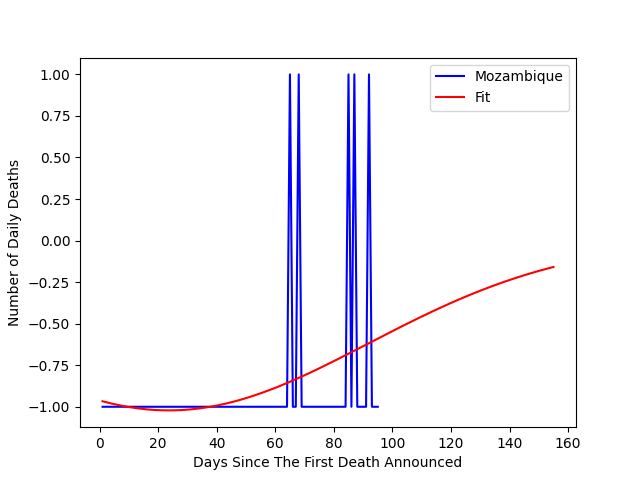 Mozambique
Fit
1.00
0.75
0.50
0.25
0.00
−0.25
−0.50
−0.75
−1.00
Number of Daily Deaths
0 20 40 60 80 100 120 140 160
Days Since The First Death Announced